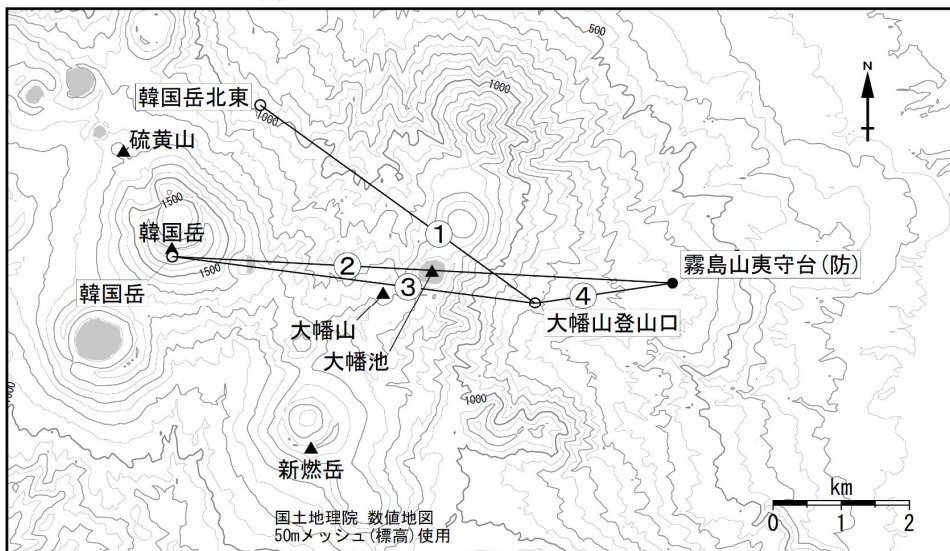 500
N
1000
韓国岳北東
1000
硫黄山
1500
①
韓国岳
②
霧島山夷守台(防)
1500
③
④
韓国岳
大幡山登山口
大幡山
大幡池
1000
km
新燃岳
国土地理院 数値地図
50mメッシュ(標高)使用
0 1 2